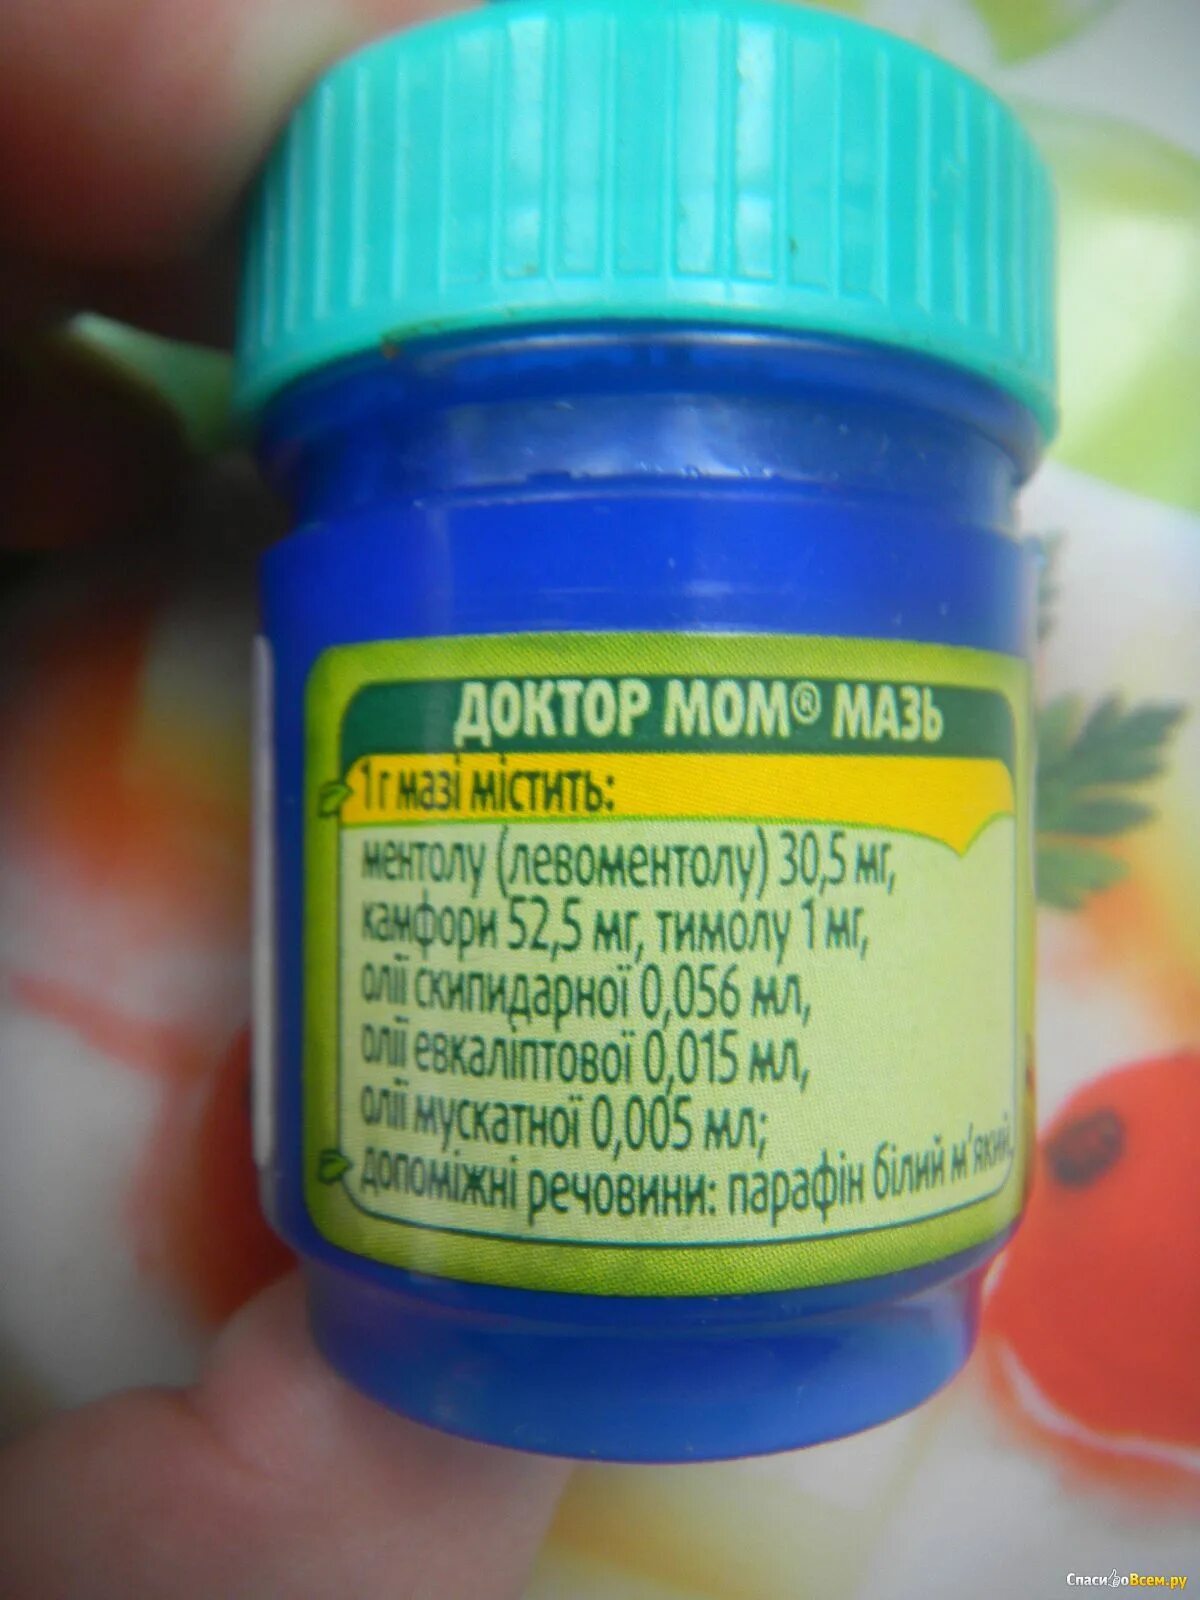 ДОКТОР МОМ® МАЗЬ
1 г мазі містить:
ментолу (левоментолу) 30,5 мг,
камфори 52,5 мг, тимолу 1 мг,
олії скипидарної 0,056 мл,
олії евкаліптової 0,015 мл,
олії мускатної 0,005 мл;
допоміжні речовини: парафін білий м'який.
СпасибоВсем.ру